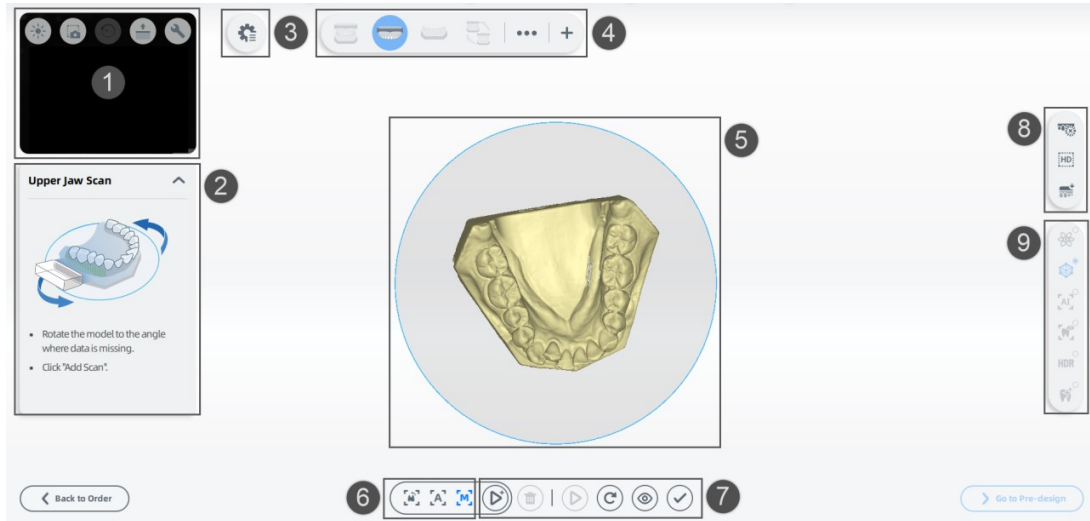 1
3
4
8
HD
5
Upper Jaw Scan
2
9
AI
HDR
Rotate the model to the angle
where data is missing.
Click "Add Scan".
Back to Order
6
A
M
7
Go to Pre-design